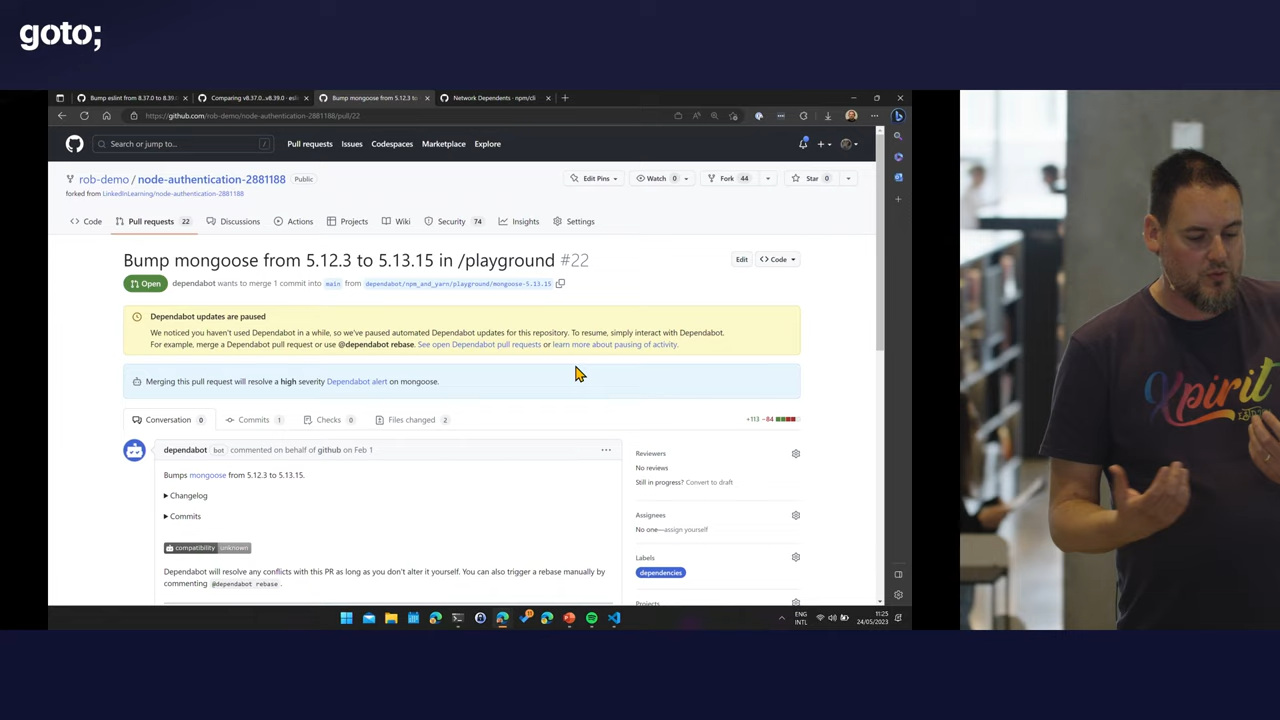 goto;
Bump eslint from 8.37.0 to 8.39.0
Comparing v8.37.0...v8.39.0 · esli
Bump mongoose from 5.12.3 to
Network Dependents · npm/cli
https://github.com/rob-demo/node-authentication-2881188/pull/22
Search or jump to...
/
Pull requests
Issues
Codespaces
Marketplace
Explore
rob-demo / node-authentication-2881188
Public
forked from LinkedInLearning/node-authentication-2881188
Edit Pins
Watch 0
Fork 44
Star 0
Code
Pull requests 22
Discussions
Actions
Projects
Wiki
Security 74
Insights
Settings
Bump mongoose from 5.12.3 to 5.13.15 in /playground #22
Edit
<> Code
Open
dependabot wants to merge 1 commit into main from dependabot/npm_and_yarn/playground/mongoose-5.13.15
Dependabot updates are paused
We noticed you haven't used Dependabot in a while, so we've paused automated Dependabot updates for this repository. To resume, simply interact with Dependabot.
For example, merge a Dependabot pull request or use @dependabot rebase. See open Dependabot pull requests or learn more about pausing of activity.
Merging this pull request will resolve a high severity Dependabot alert on mongoose.
Conversation 0
Commits 1
Checks 0
Files changed 2
+113 −84
dependabot bot commented on behalf of github on Feb 1
Bumps mongoose from 5.12.3 to 5.13.15.
Changelog
Commits
compatibility unknown
Dependabot will resolve any conflicts with this PR as long as you don't alter it yourself. You can also trigger a rebase manually by
commenting @dependabot rebase .
Reviewers
No reviews
Still in progress? Convert to draft
Assignees
No one—assign yourself
Labels
dependencies
Projects
ENG
INTL
11:25
24/05/2023
Xpirit